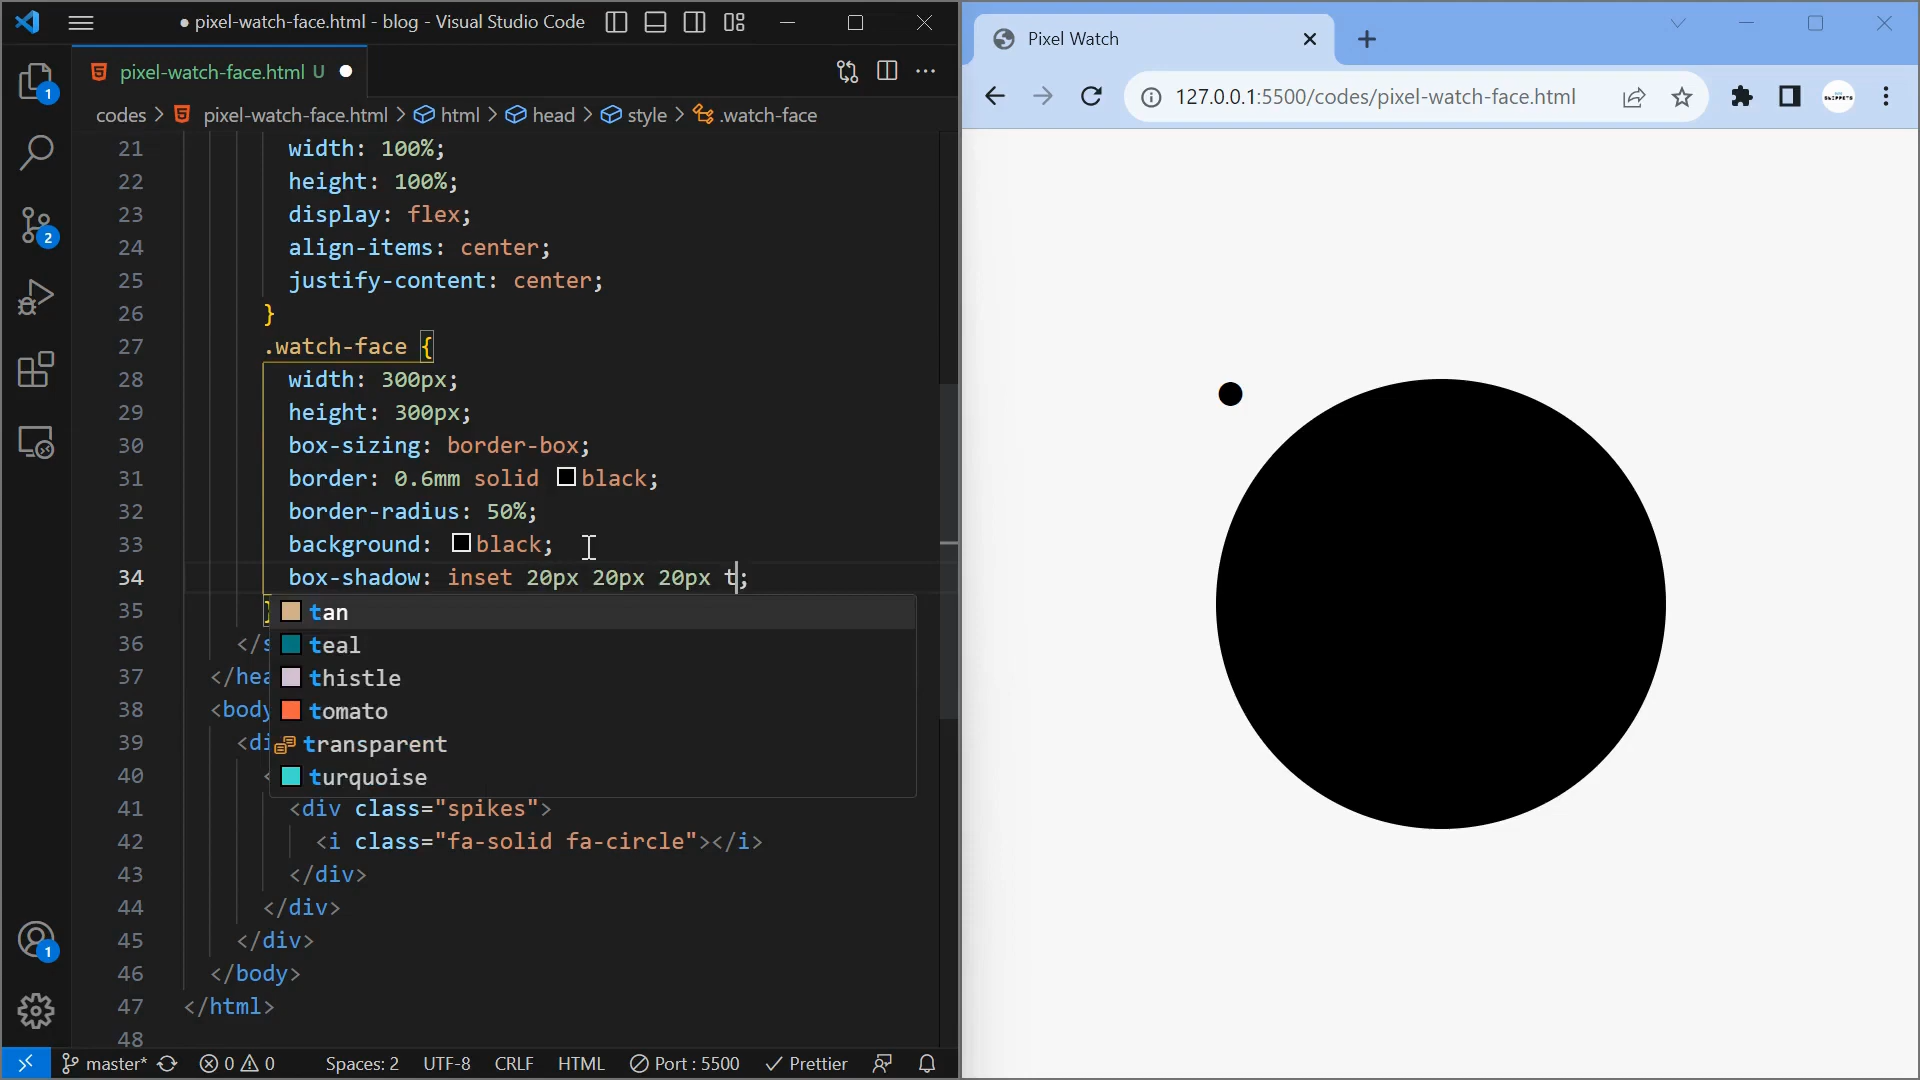 pixel-watch-face.html - blog - Visual Studio Code
pixel-watch-face.html U
codes > pixel-watch-face.html > html > head > style > .watch-face
21 width: 100%;
22 height: 100%;
23 display: flex;
24 align-items: center;
25 justify-content: center;
26 }
27 .watch-face {
28 width: 300px;
29 height: 300px;
30 box-sizing: border-box;
31 border: 0.6mm solid black;
32 border-radius: 50%;
33 background: black;
34 box-shadow: inset 20px 20px 20px t;
35 }
tan
36 </s
teal
37 </hea
thistle
38 <body
tomato
39 <di
transparent
40 <
turquoise
41 <div class="spikes">
42 <i class="fa-solid fa-circle"></i>
43 </div>
44 </div>
45 </div>
46 </body>
47 </html>
48
1
2
1
master* 0 0 Spaces: 2 UTF-8 CRLF HTML Port : 5500 Prettier
Pixel Watch
127.0.0.1:5500/codes/pixel-watch-face.html